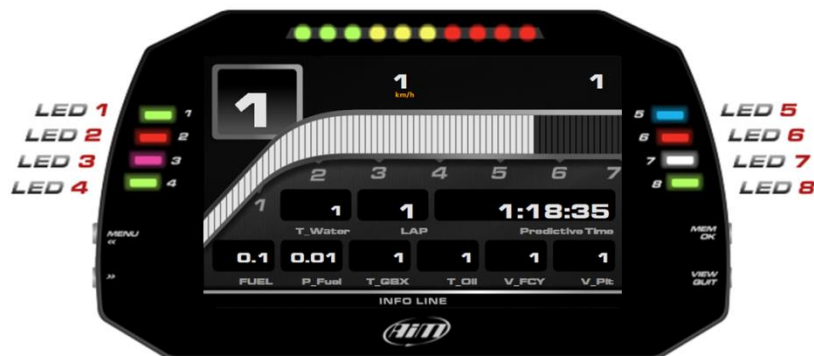 1
1
km/h
1
LED 1
LED 2
LED 3
LED 4
1
2
3
4
5
6
7
8
LED 5
LED 6
LED 7
LED 8
1 2 3 4 5 6 7
1
T_Water
1
LAP
1:18:35
Predictive Time
0.1
FUEL
0.01
P_Fuel
1
T_GBX
1
T_Oil
1
V_FCY
1
V_Pit
INFO LINE
MENU
<<
>>
MEM
OK
VIEW
QUIT
AiM